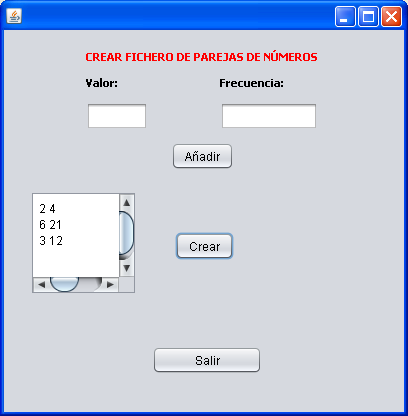 CREAR FICHERO DE PAREJAS DE NÚMEROS
Valor: Frecuencia:
Añadir
2 4
6 21
3 12
Crear
Salir